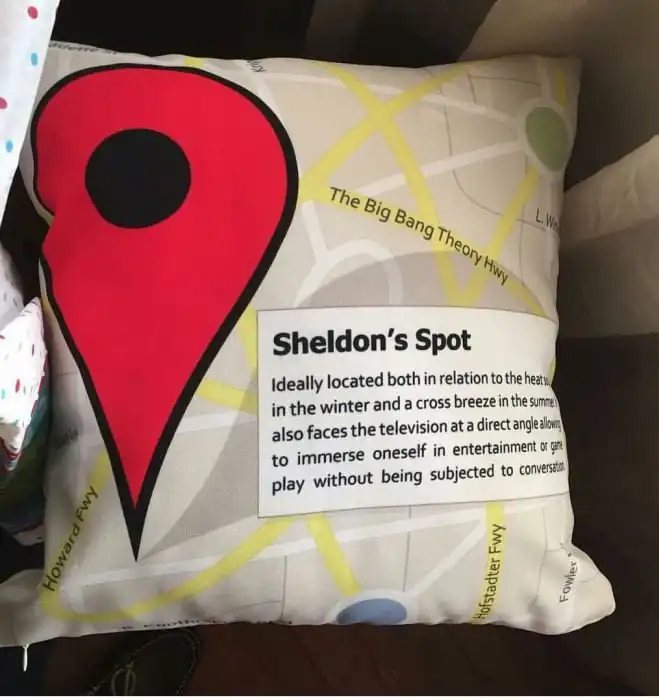 The Big Bang Theory Hwy
Sheldon's Spot
Ideally located both in relation to the heat
in the winter and a cross breeze in the summer
also faces the television at a direct angle allowing
to immerse oneself in entertainment or game
play without being subjected to conversation
Howard Fwy
Hofstadter Fwy
Fowler